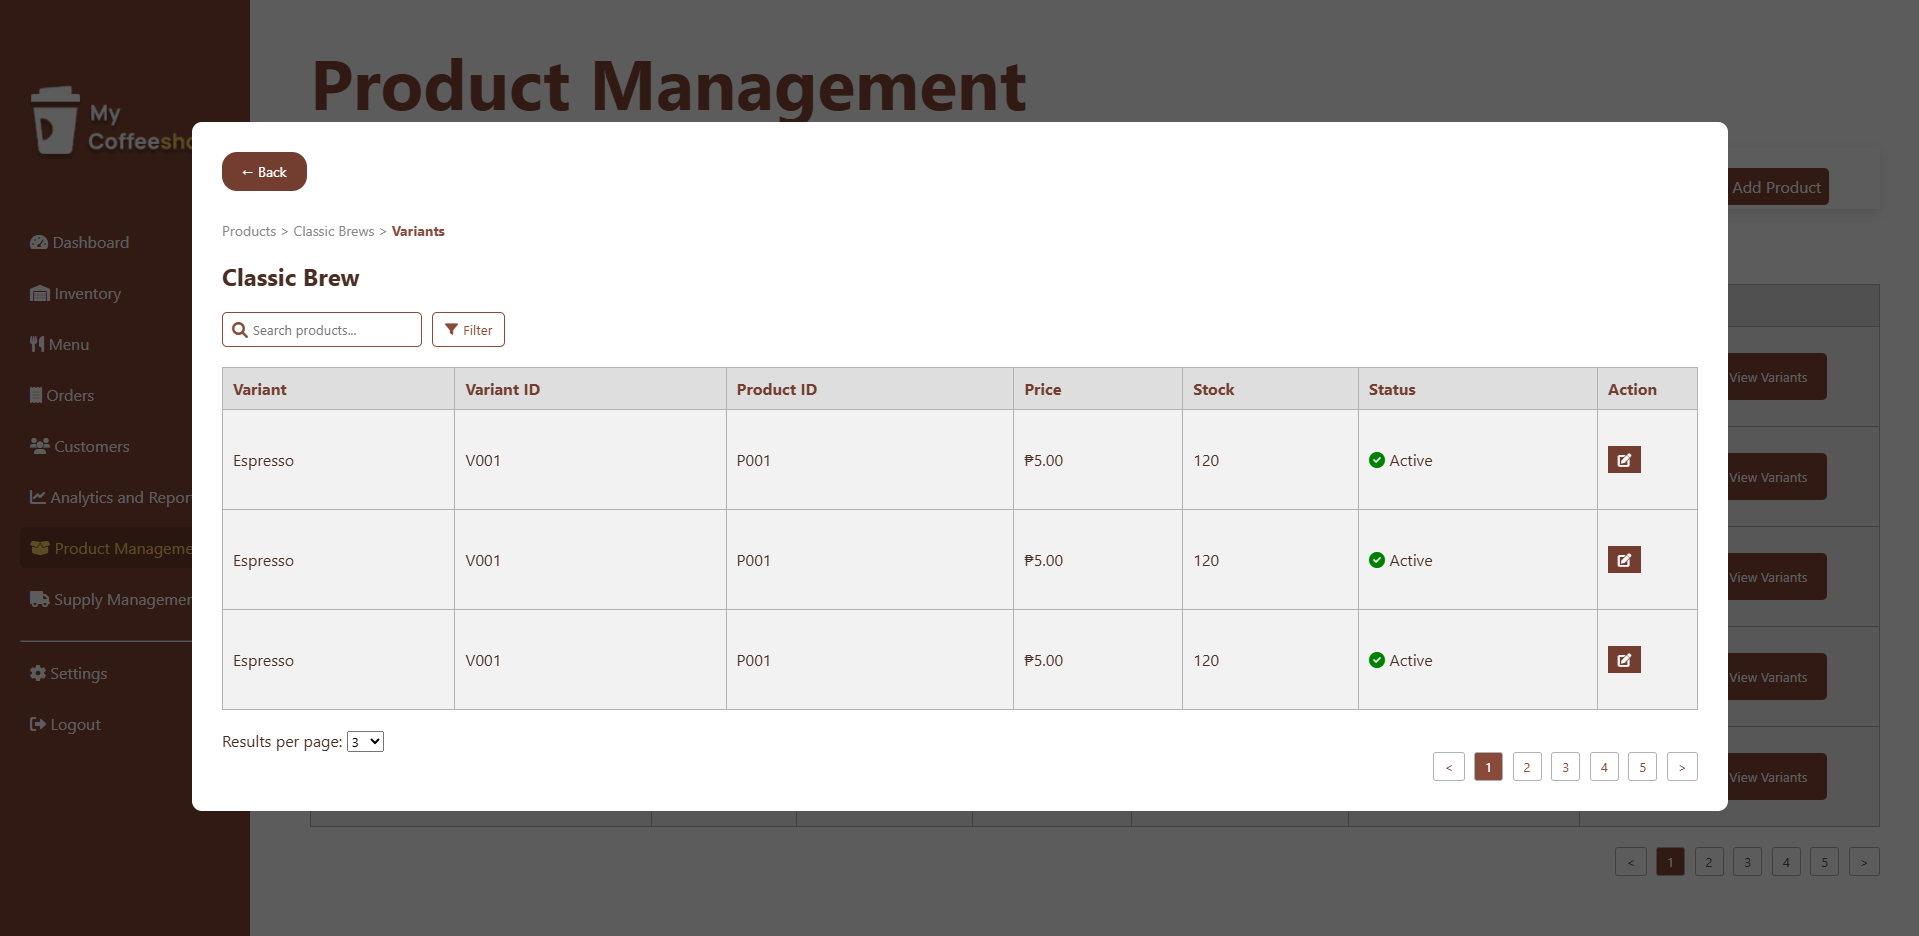 Product Management
My
Coffeesho
Add Product
← Back
Products > Classic Brews > Variants
Dashboard
Classic Brew
Inventory
Search products...
Filter
Menu
Variant Variant ID Product ID Price Stock Status Action
View Variants
Orders
Customers
Espresso V001 P001 ₱5.00 120 Active
View Variants
Analytics and Repor
Product Manageme
Espresso V001 P001 ₱5.00 120 Active
View Variants
Supply Managemen
Espresso V001 P001 ₱5.00 120 Active
View Variants
Settings
Logout
Results per page: 3
< 1 2 3 4 5 >
View Variants
< 1 2 3 4 5 >